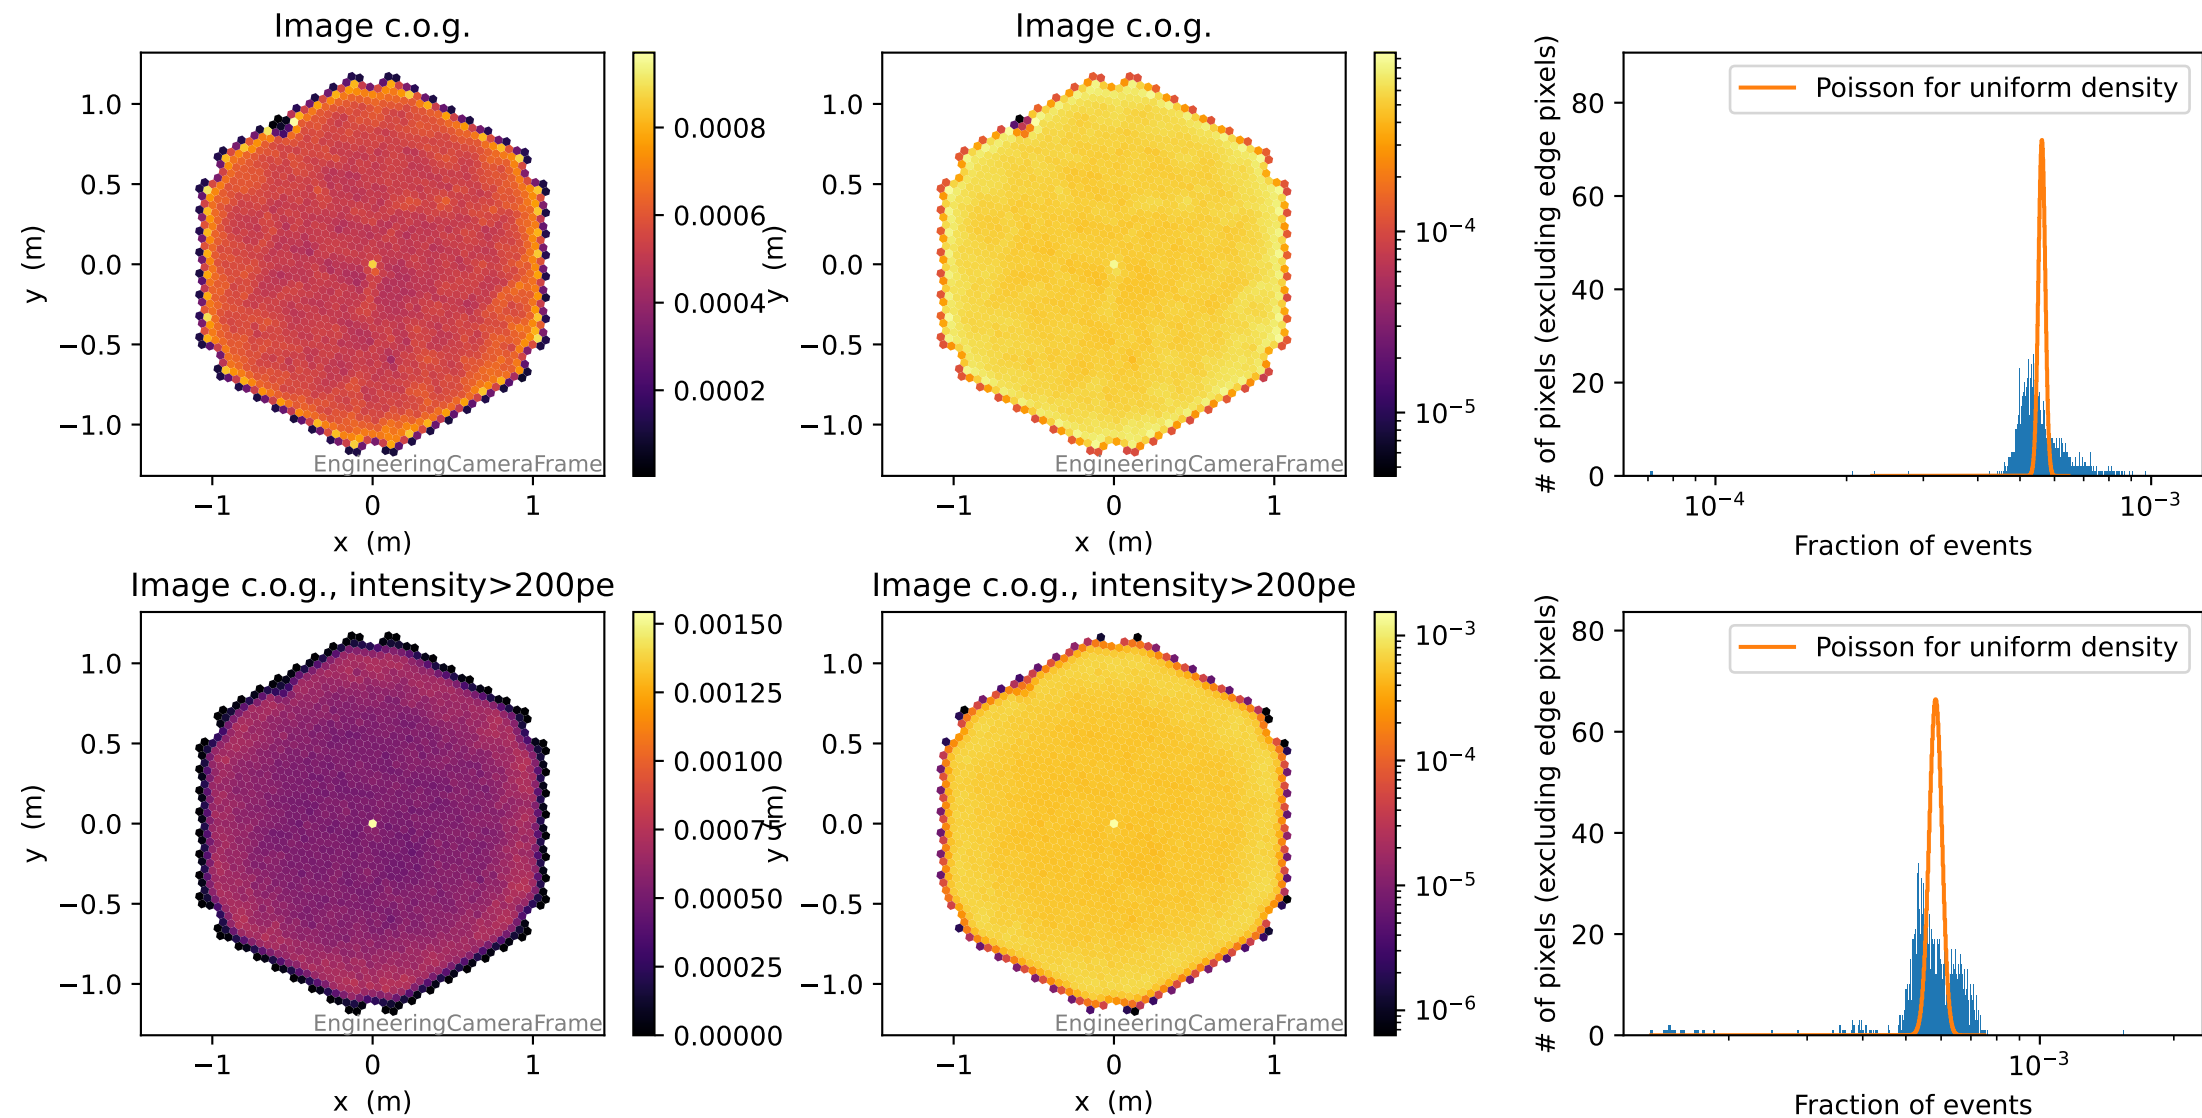 Image c.o.g.
1.0
0.5
0.0
−0.5
−1.0
y (m)
−1
0
1
x (m)
EngineeringCameraFrame
0.0008
0.0006
0.0004
0.0002
Image c.o.g.
1.0
0.5
0.0
−0.5
−1.0
y (m)
−1
0
1
x (m)
EngineeringCameraFrame
10⁻⁴
10⁻⁵
# of pixels (excluding edge pixels)
80
60
40
20
0
Poisson for uniform density
10⁻⁴
10⁻³
Fraction of events
Image c.o.g., intensity>200pe
1.0
0.5
0.0
−0.5
−1.0
y (m)
−1
0
1
x (m)
EngineeringCameraFrame
0.00150
0.00125
0.00100
0.00075
0.00050
0.00025
0.00000
Image c.o.g., intensity>200pe
1.0
0.5
0.0
−0.5
−1.0
y (m)
−1
0
1
x (m)
EngineeringCameraFrame
10⁻³
10⁻⁴
10⁻⁵
10⁻⁶
# of pixels (excluding edge pixels)
80
60
40
20
0
Poisson for uniform density
10⁻³
Fraction of events